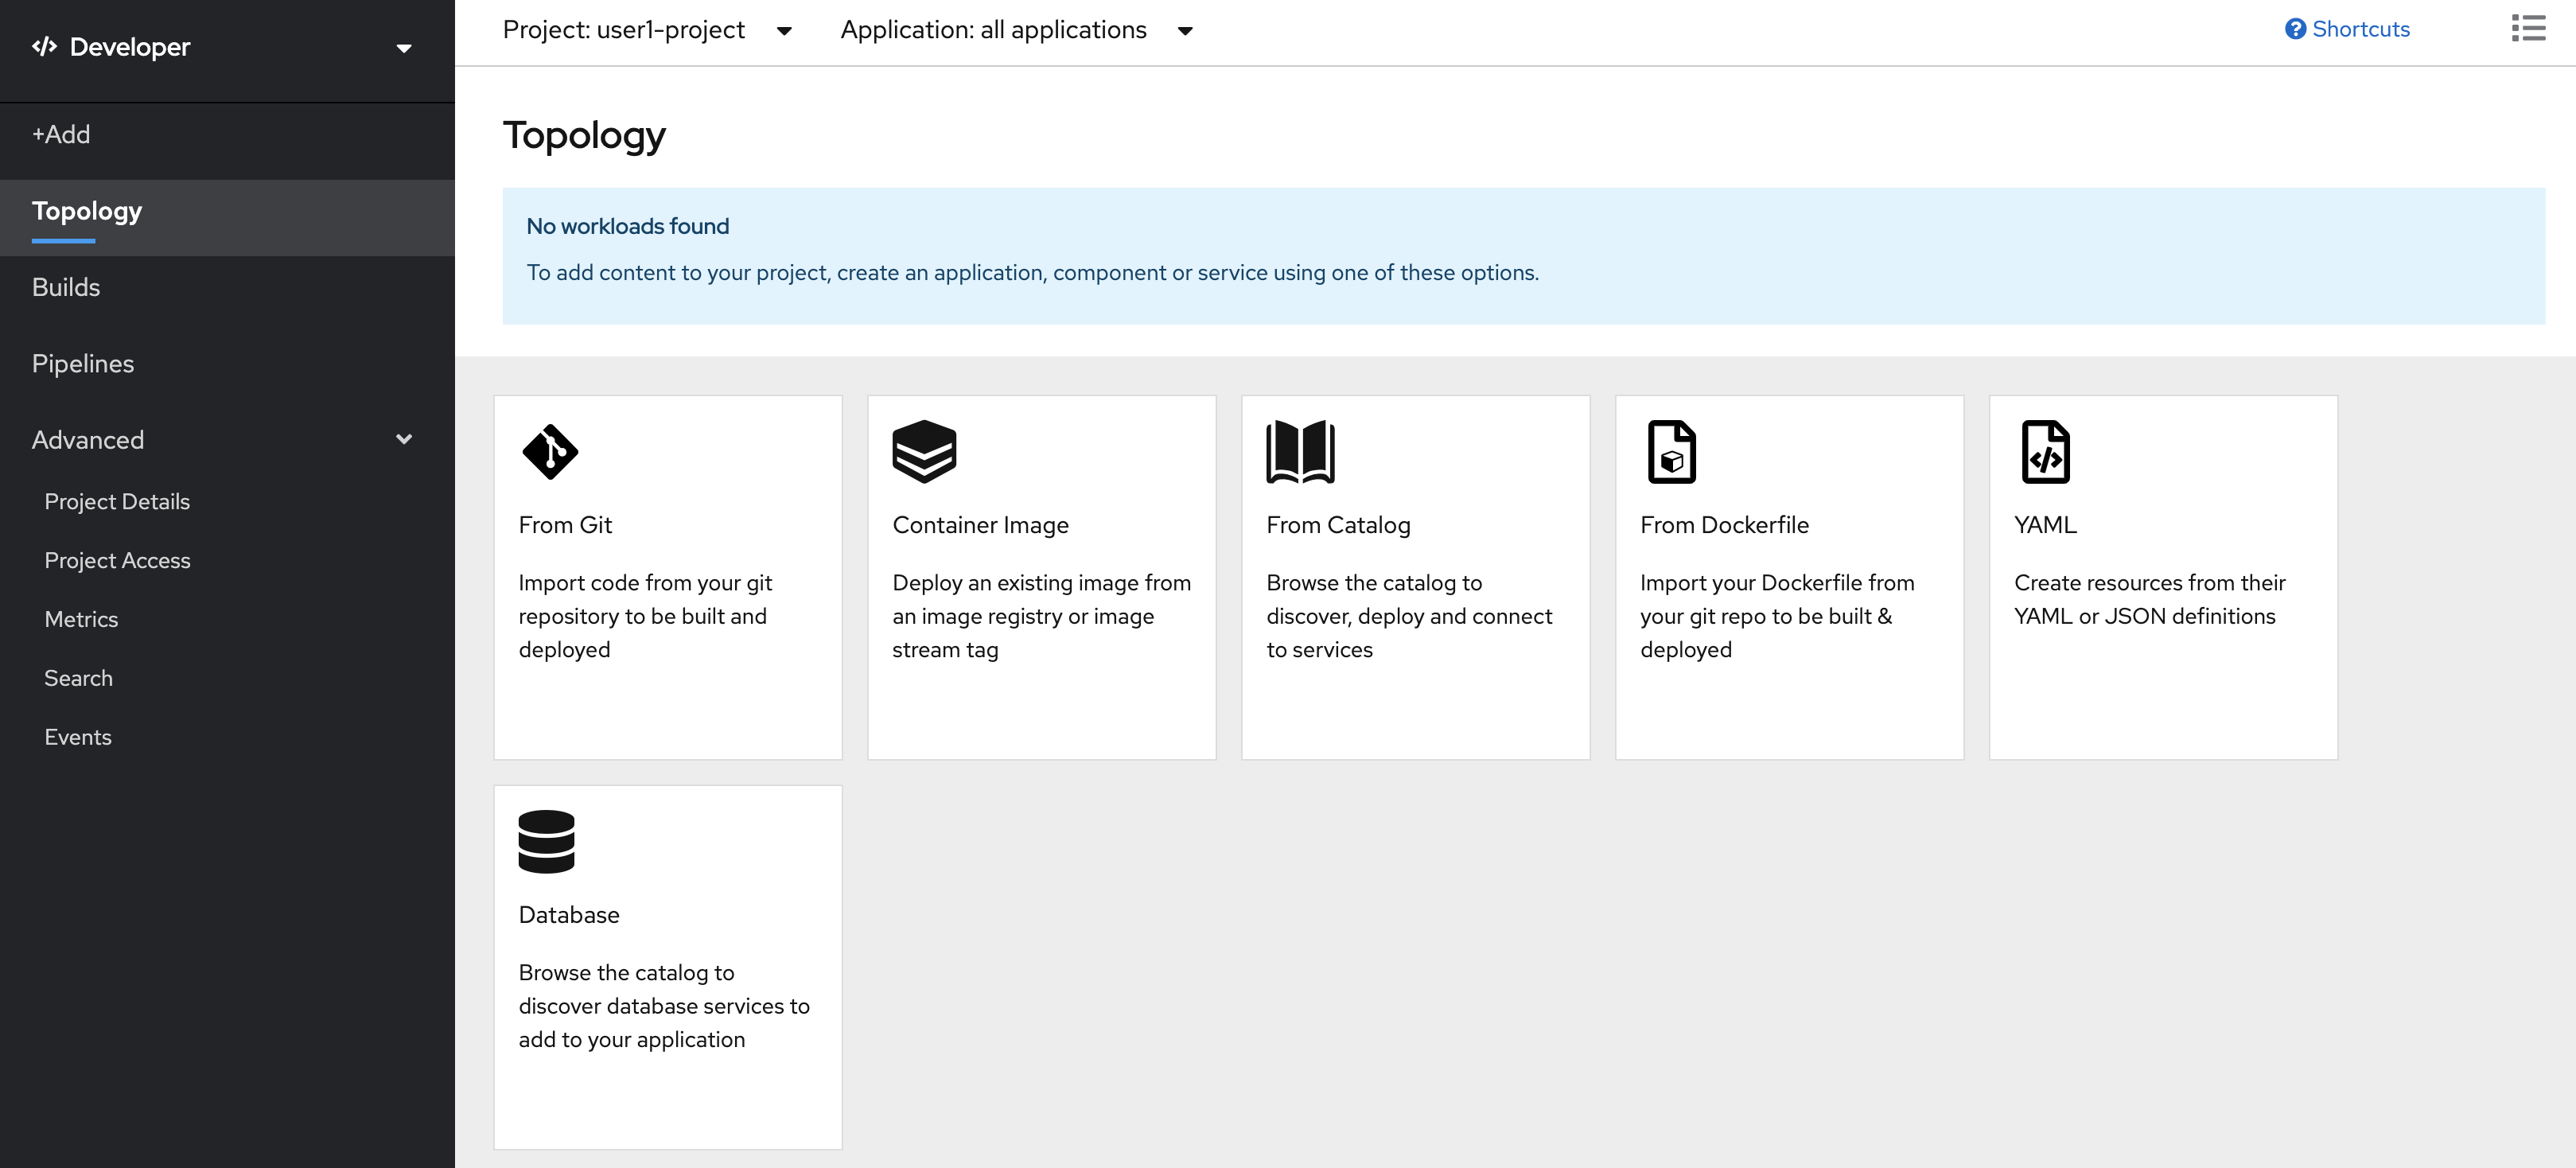 Developer
+Add
Topology
Builds
Pipelines
Advanced
Project Details
Project Access
Metrics
Search
Events
Project: user1-project
Application: all applications
Shortcuts
Topology
No workloads found
To add content to your project, create an application, component or service using one of these options.
From Git
Import code from your git
repository to be built and
deployed
Container Image
Deploy an existing image from
an image registry or image
stream tag
From Catalog
Browse the catalog to
discover, deploy and connect
to services
From Dockerfile
Import your Dockerfile from
your git repo to be built &
deployed
YAML
Create resources from their
YAML or JSON definitions
Database
Browse the catalog to
discover database services to
add to your application